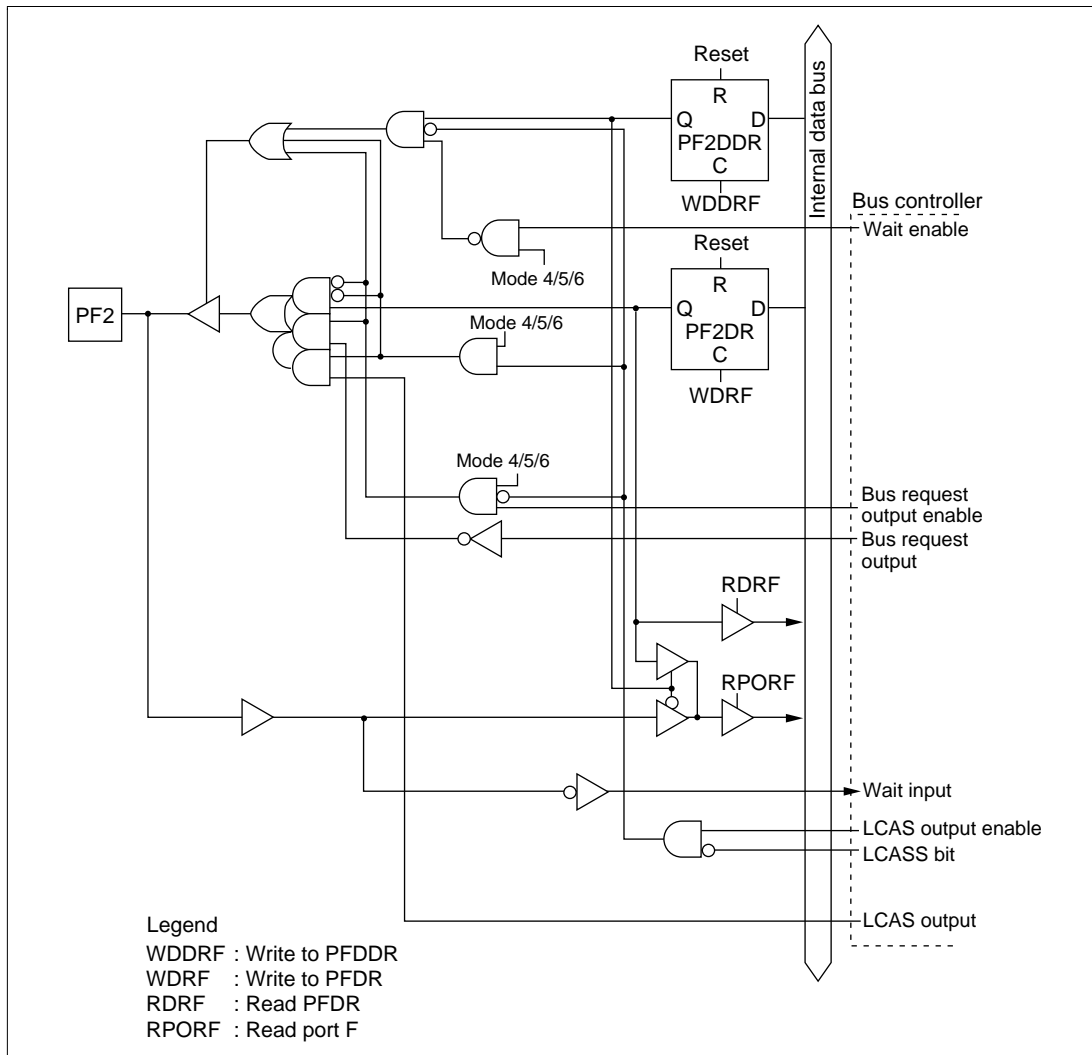 Reset
R
Q
D
PF2DDR
C
WDDRF
Internal data bus
Bus controller
Wait enable
Mode 4/5/6
Reset
R
Q
D
PF2DR
C
WDRF
PF2
Mode 4/5/6
Mode 4/5/6
Bus request
output enable
Bus request
output
RDRF
RPORF
Wait input
LCAS output enable
LCASS bit
LCAS output
Legend
WDDRF : Write to PFDDR
WDRF : Write to PFDR
RDRF : Read PFDR
RPORF : Read port F